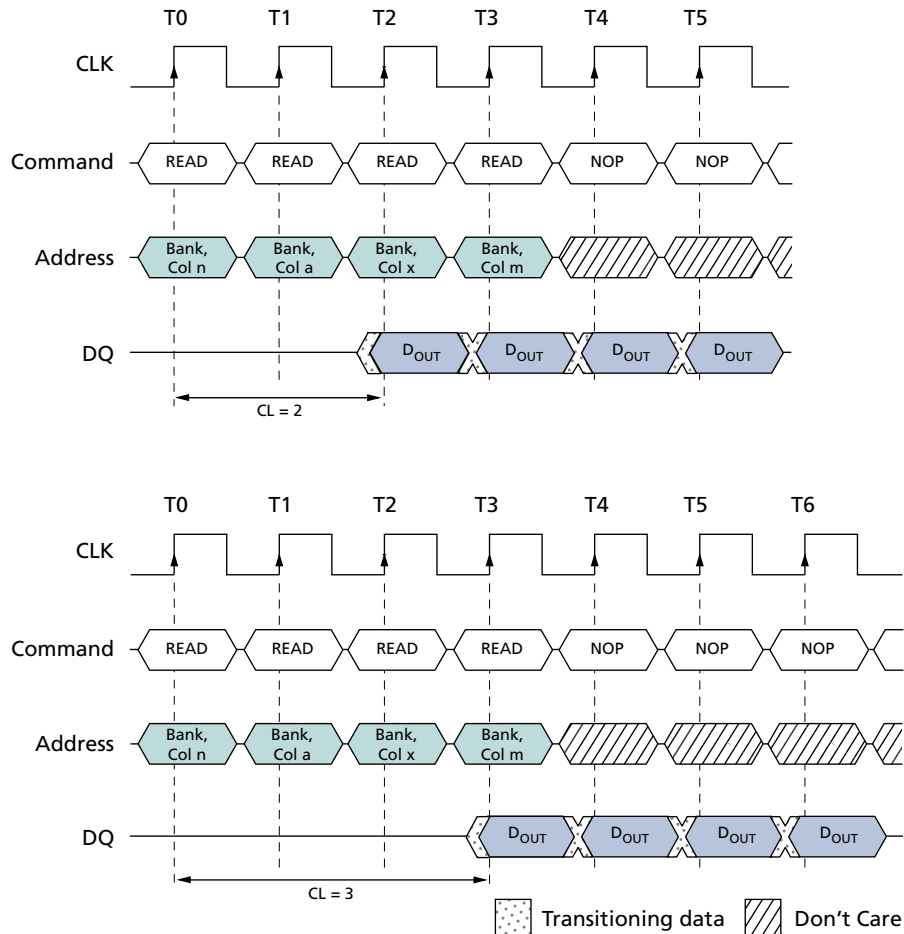 T0 T1 T2 T3 T4 T5
CLK
Command READ READ READ READ NOP NOP
Address Bank, Col n Bank, Col a Bank, Col x Bank, Col m
DQ DOUT DOUT DOUT DOUT
CL = 2
T0 T1 T2 T3 T4 T5 T6
CLK
Command READ READ READ READ NOP NOP NOP
Address Bank, Col n Bank, Col a Bank, Col x Bank, Col m
DQ DOUT DOUT DOUT DOUT
CL = 3
Transitioning data Don't Care